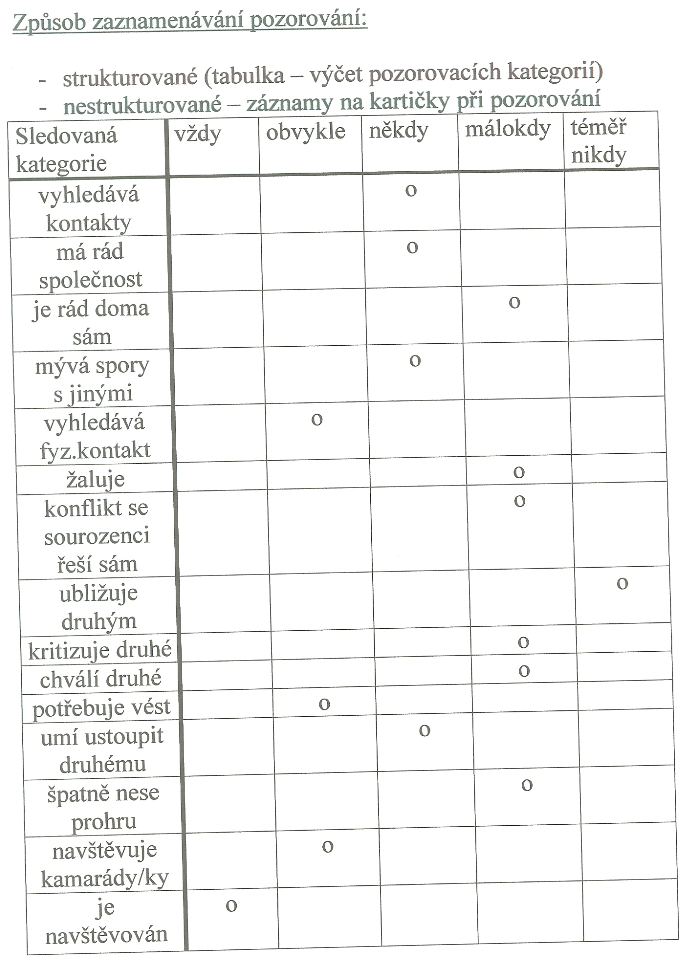 Způsob zaznamenávání pozorování:
- strukturované (tabulka – výčet pozorovacích kategorií)
- nestrukturované – záznamy na kartičky při pozorování
Sledovaná kategorie vždy obvykle někdy málokdy téměř nikdy
vyhledává o
kontakty
má rád o
společnost
je rád doma o
sám
mývá spory o
s jinými
vyhledává o
fyz.kontakt
žaluje o
konflikt se o
sourozenci
řeší sám
ubližuje o
druhým
kritizuje druhé o
chválí druhé o
potřebuje vést o
umí ustoupit o
druhému
špatně nese o
prohru
navštěvuje o
kamarády/ky
je o
navštěvován